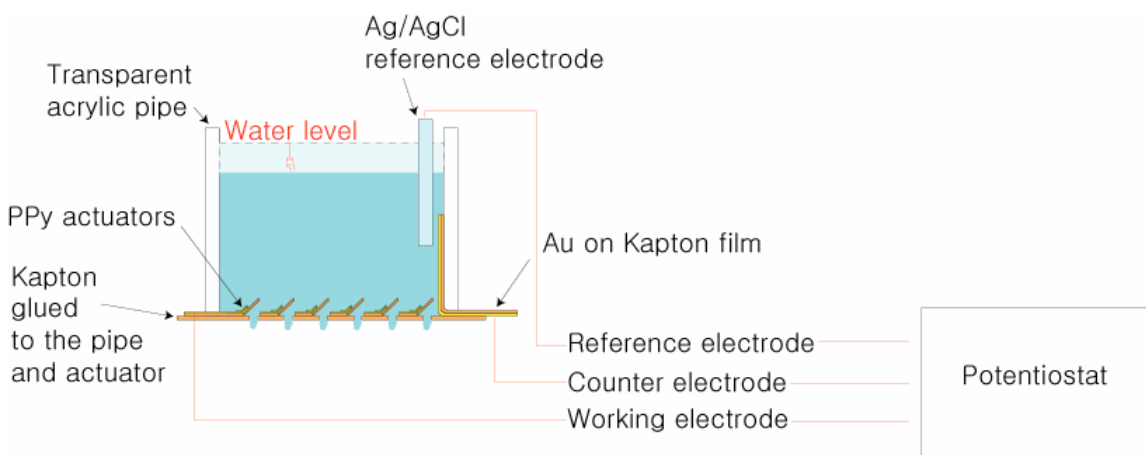 Ag/AgCl
reference electrode
Transparent
acrylic pipe
Water level
PPy actuators
Au on Kapton film
Kapton
glued
to the pipe
and actuator
Reference electrode
Counter electrode
Working electrode
Potentiostat